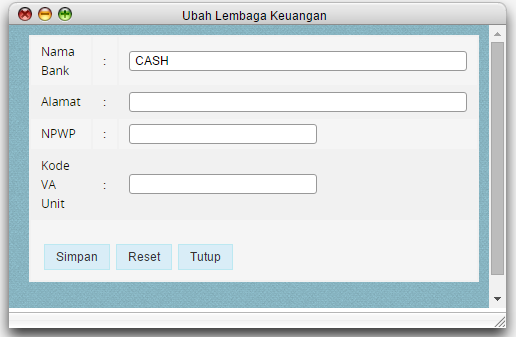 Ubah Lembaga Keuangan
Nama
Bank : CASH
Alamat :
NPWP :
Kode
VA :
Unit
Simpan Reset Tutup